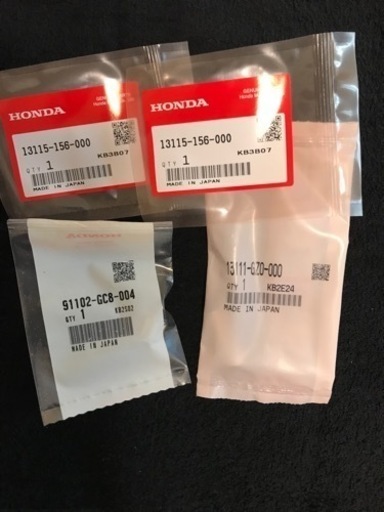 HONDA
13115-156-000
QTY 1
KB3807
MADE IN JAPAN
HONDA
13115-156-000
QTY 1
KB3807
MADE IN JAPAN
HONDA
91102-GC8-004
QTY 1
MADE IN JAPAN
13111-GZ0-000
QTY 1
KB2E24
MADE IN JAPAN